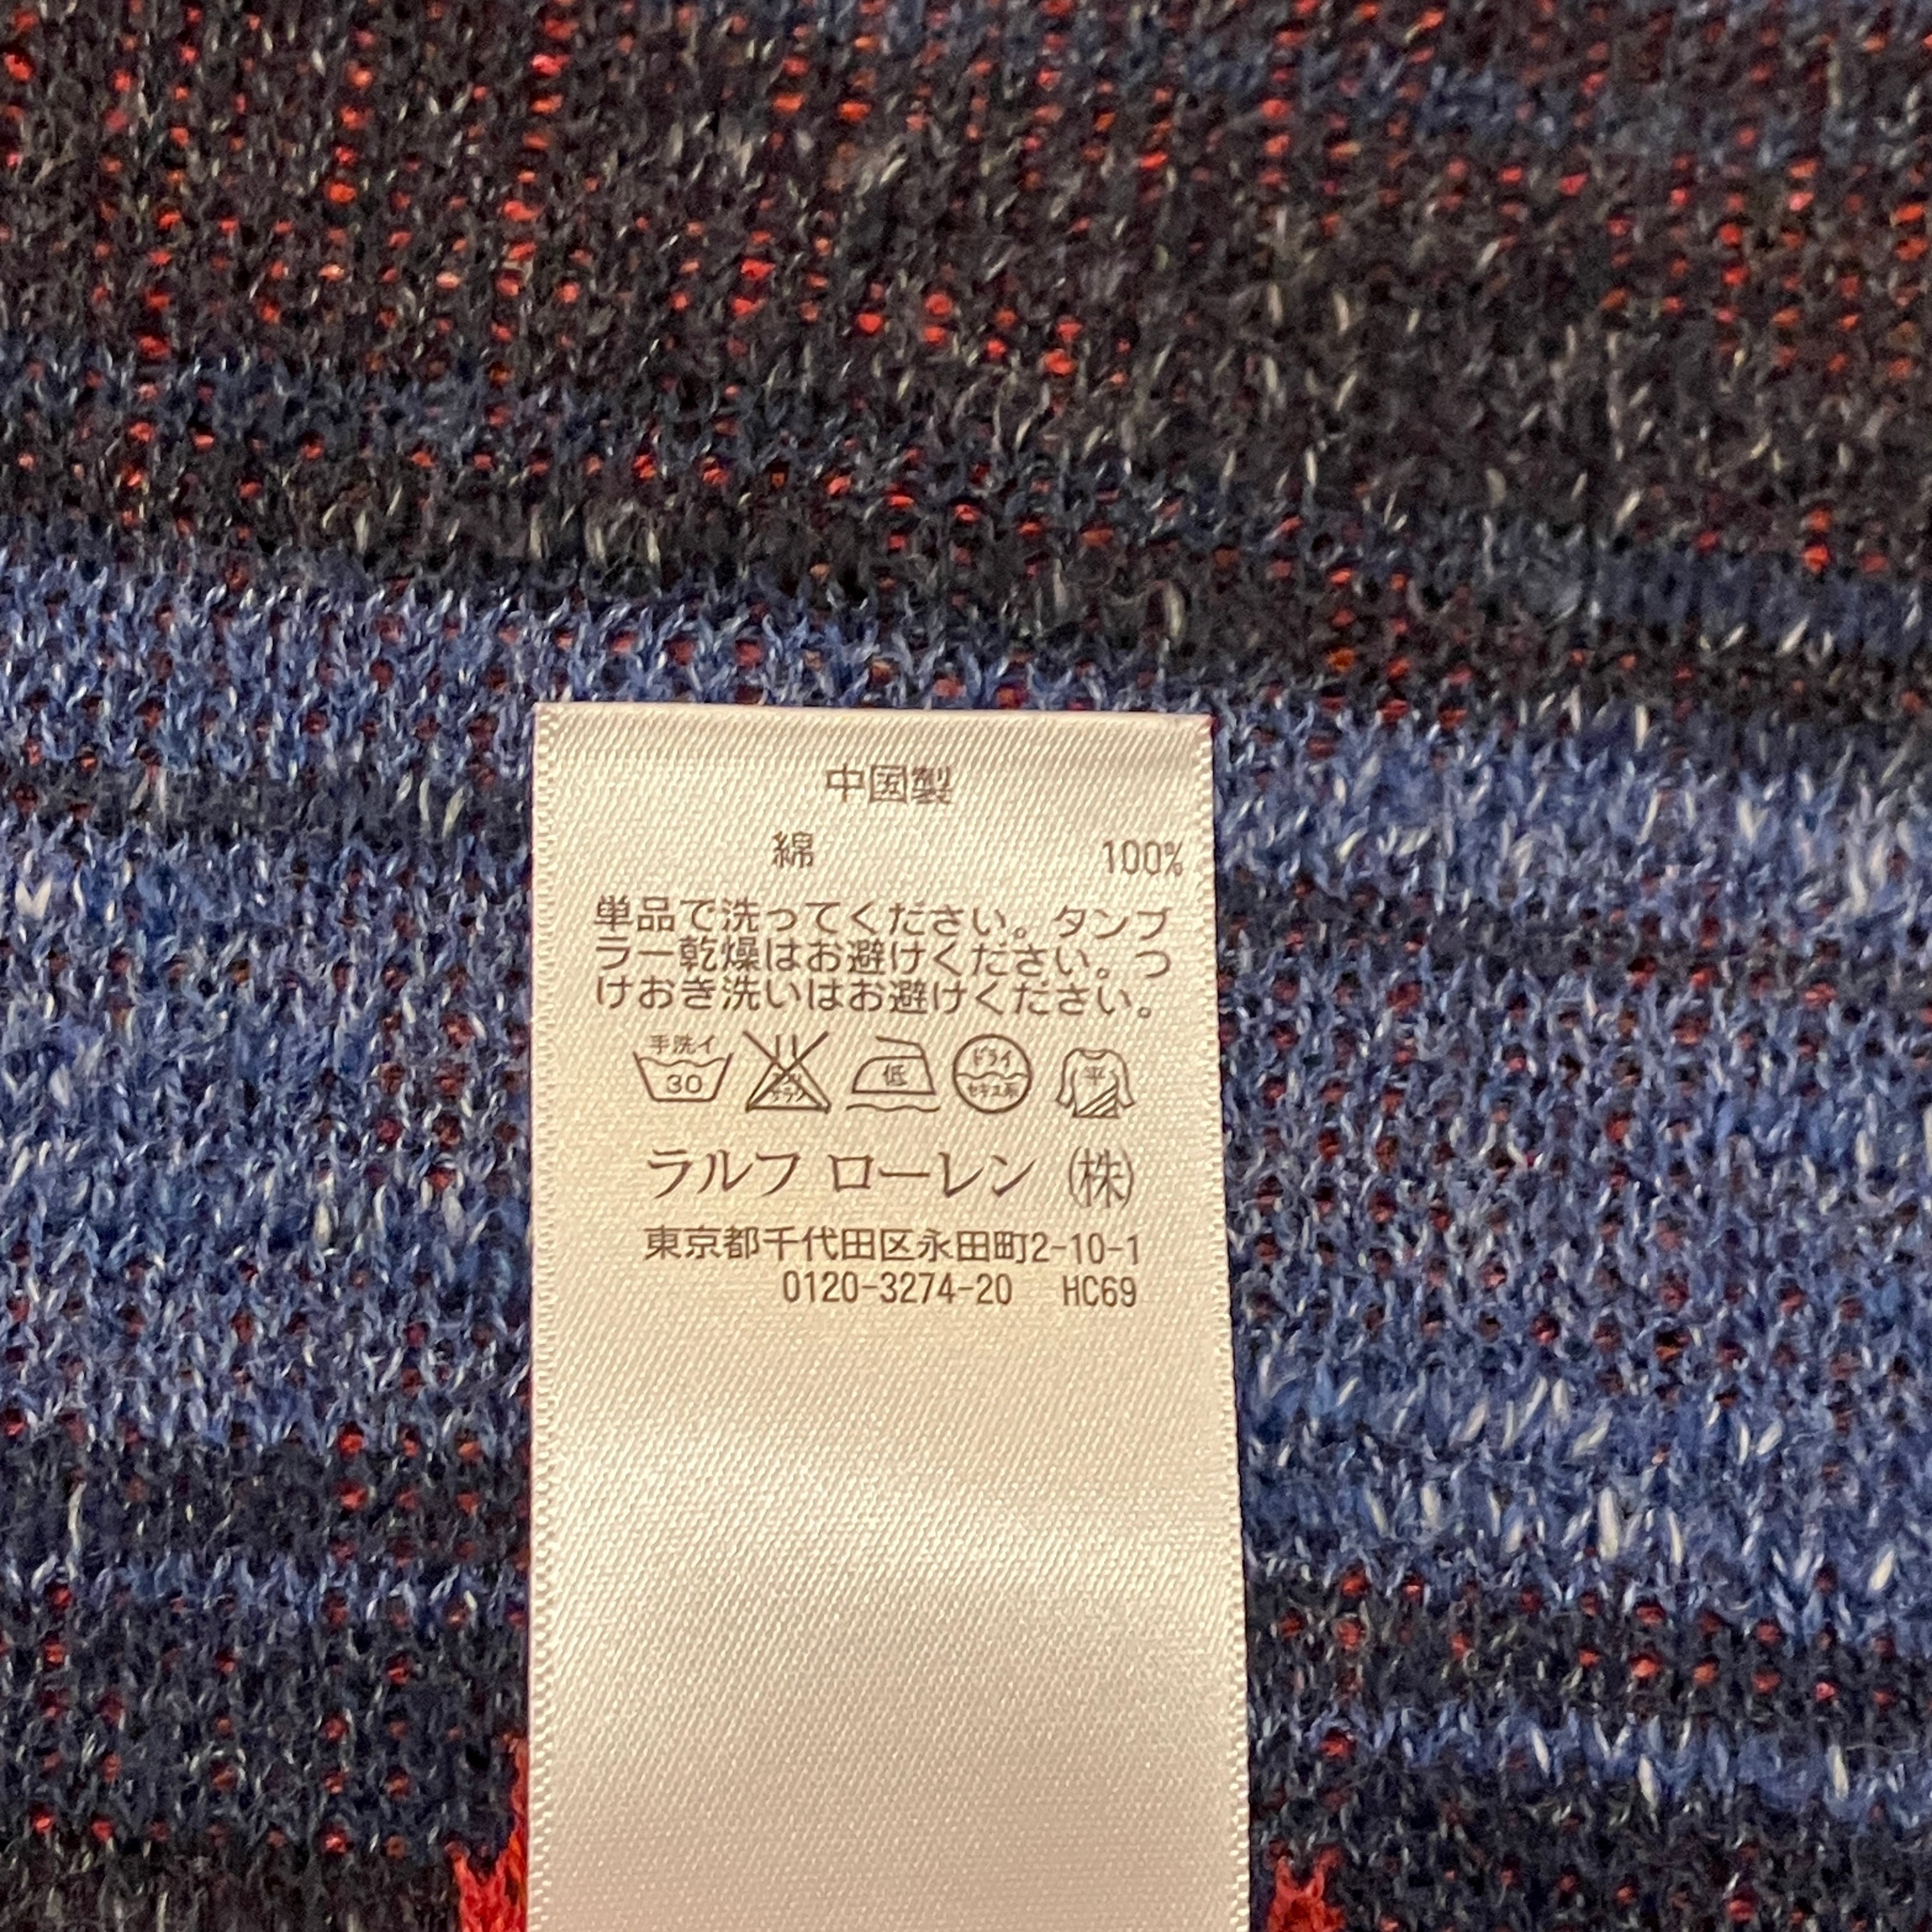 中国製
綿 100%
単品で洗ってください。タンブ
ラー乾燥はお避けください。つ
けおき洗いはお避けください。
手洗イ 30 低 ドライ セキユ系 平
ラルフ ローレン (株)
東京都千代田区永田町2-10-1
0120-3274-20 HC69